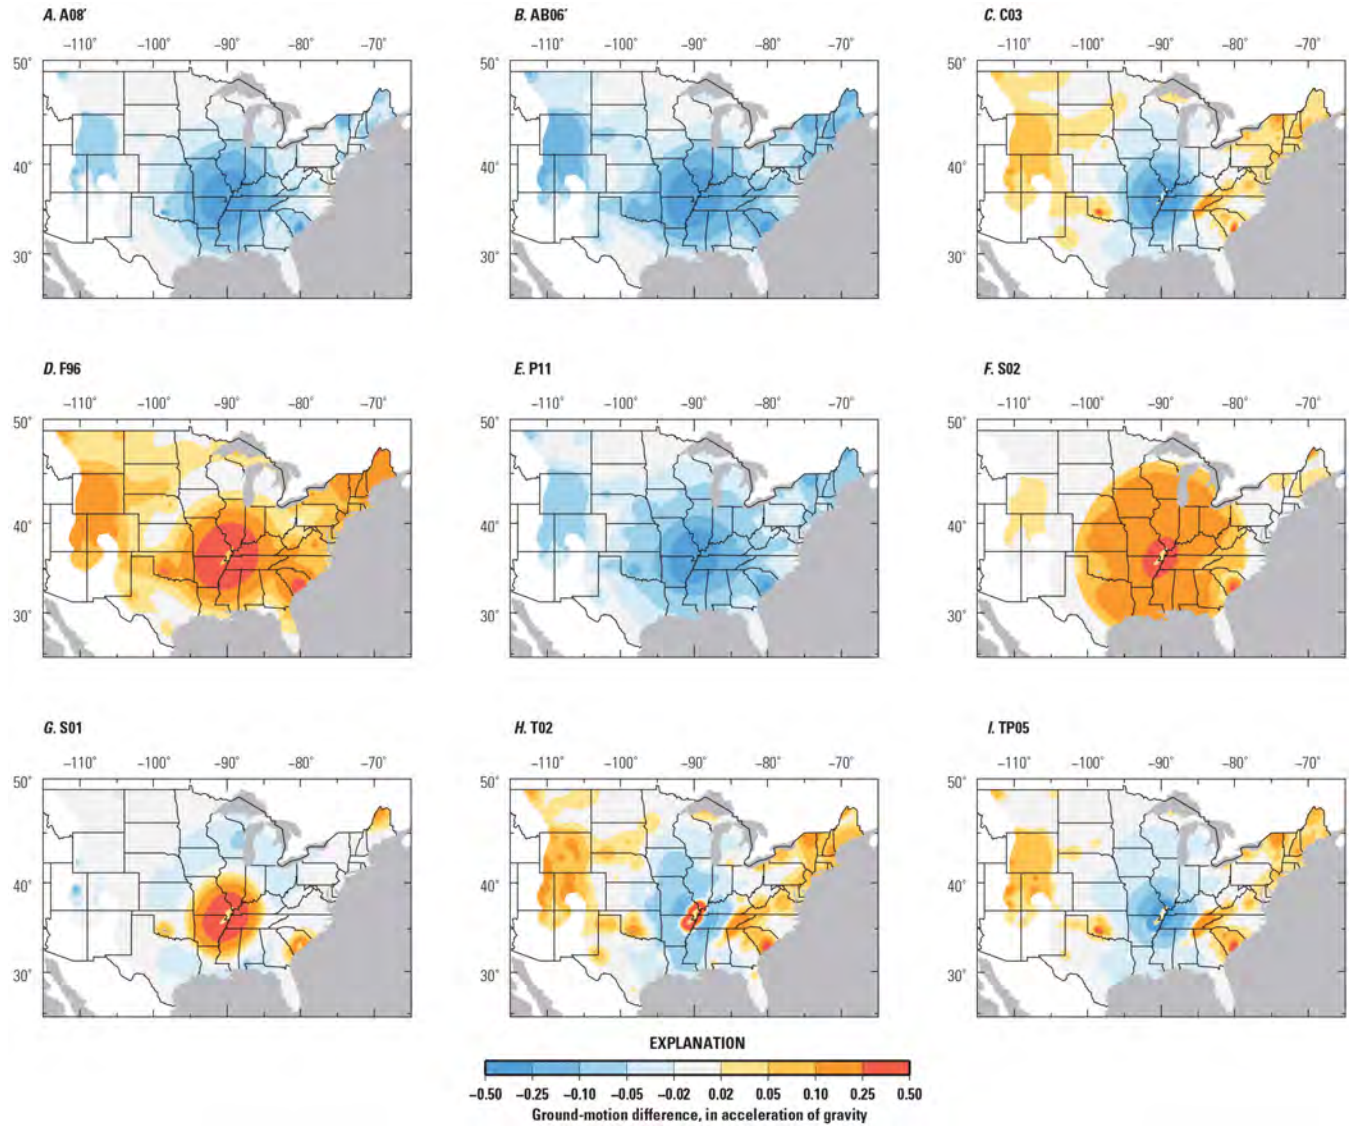 A. A08′
B. AB06′
C. C03
−110° −100° −90° −80° −70°
−110° −100° −90° −80° −70°
−110° −100° −90° −80° −70°
50° 50° 50°
40° 40° 40°
30° 30° 30°
D. F96
E. P11
F. S02
−110° −100° −90° −80° −70°
−110° −100° −90° −80° −70°
−110° −100° −90° −80° −70°
50° 50° 50°
40° 40° 40°
30° 30° 30°
G. S01
H. T02
I. TP05
−110° −100° −90° −80° −70°
−110° −100° −90° −80° −70°
−110° −100° −90° −80° −70°
50° 50° 50°
40° 40° 40°
30° 30° 30°
EXPLANATION
−0.50 −0.25 −0.10 −0.05 −0.02 0.02 0.05 0.10 0.25 0.50
Ground-motion difference, in acceleration of gravity